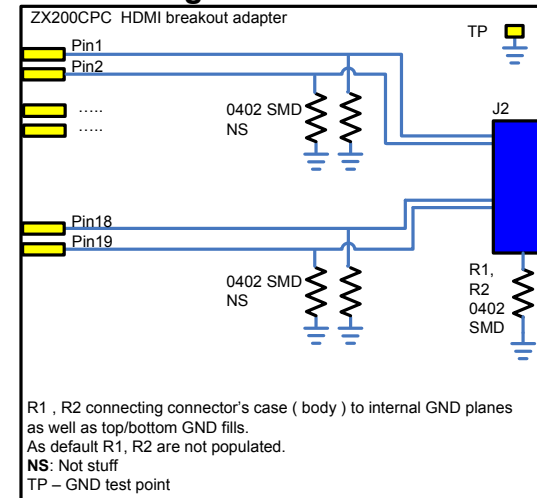 ZX200CPC HDMI breakout adapter
TP
Pin1
Pin2
.....
.....
0402 SMD
NS
J2
Pin18
Pin19
0402 SMD
NS
R1,
R2
0402
SMD
R1 , R2 connecting connector's case ( body ) to internal GND planes
as well as top/bottom GND fills.
As default R1, R2 are not populated.
NS: Not stuff
TP – GND test point